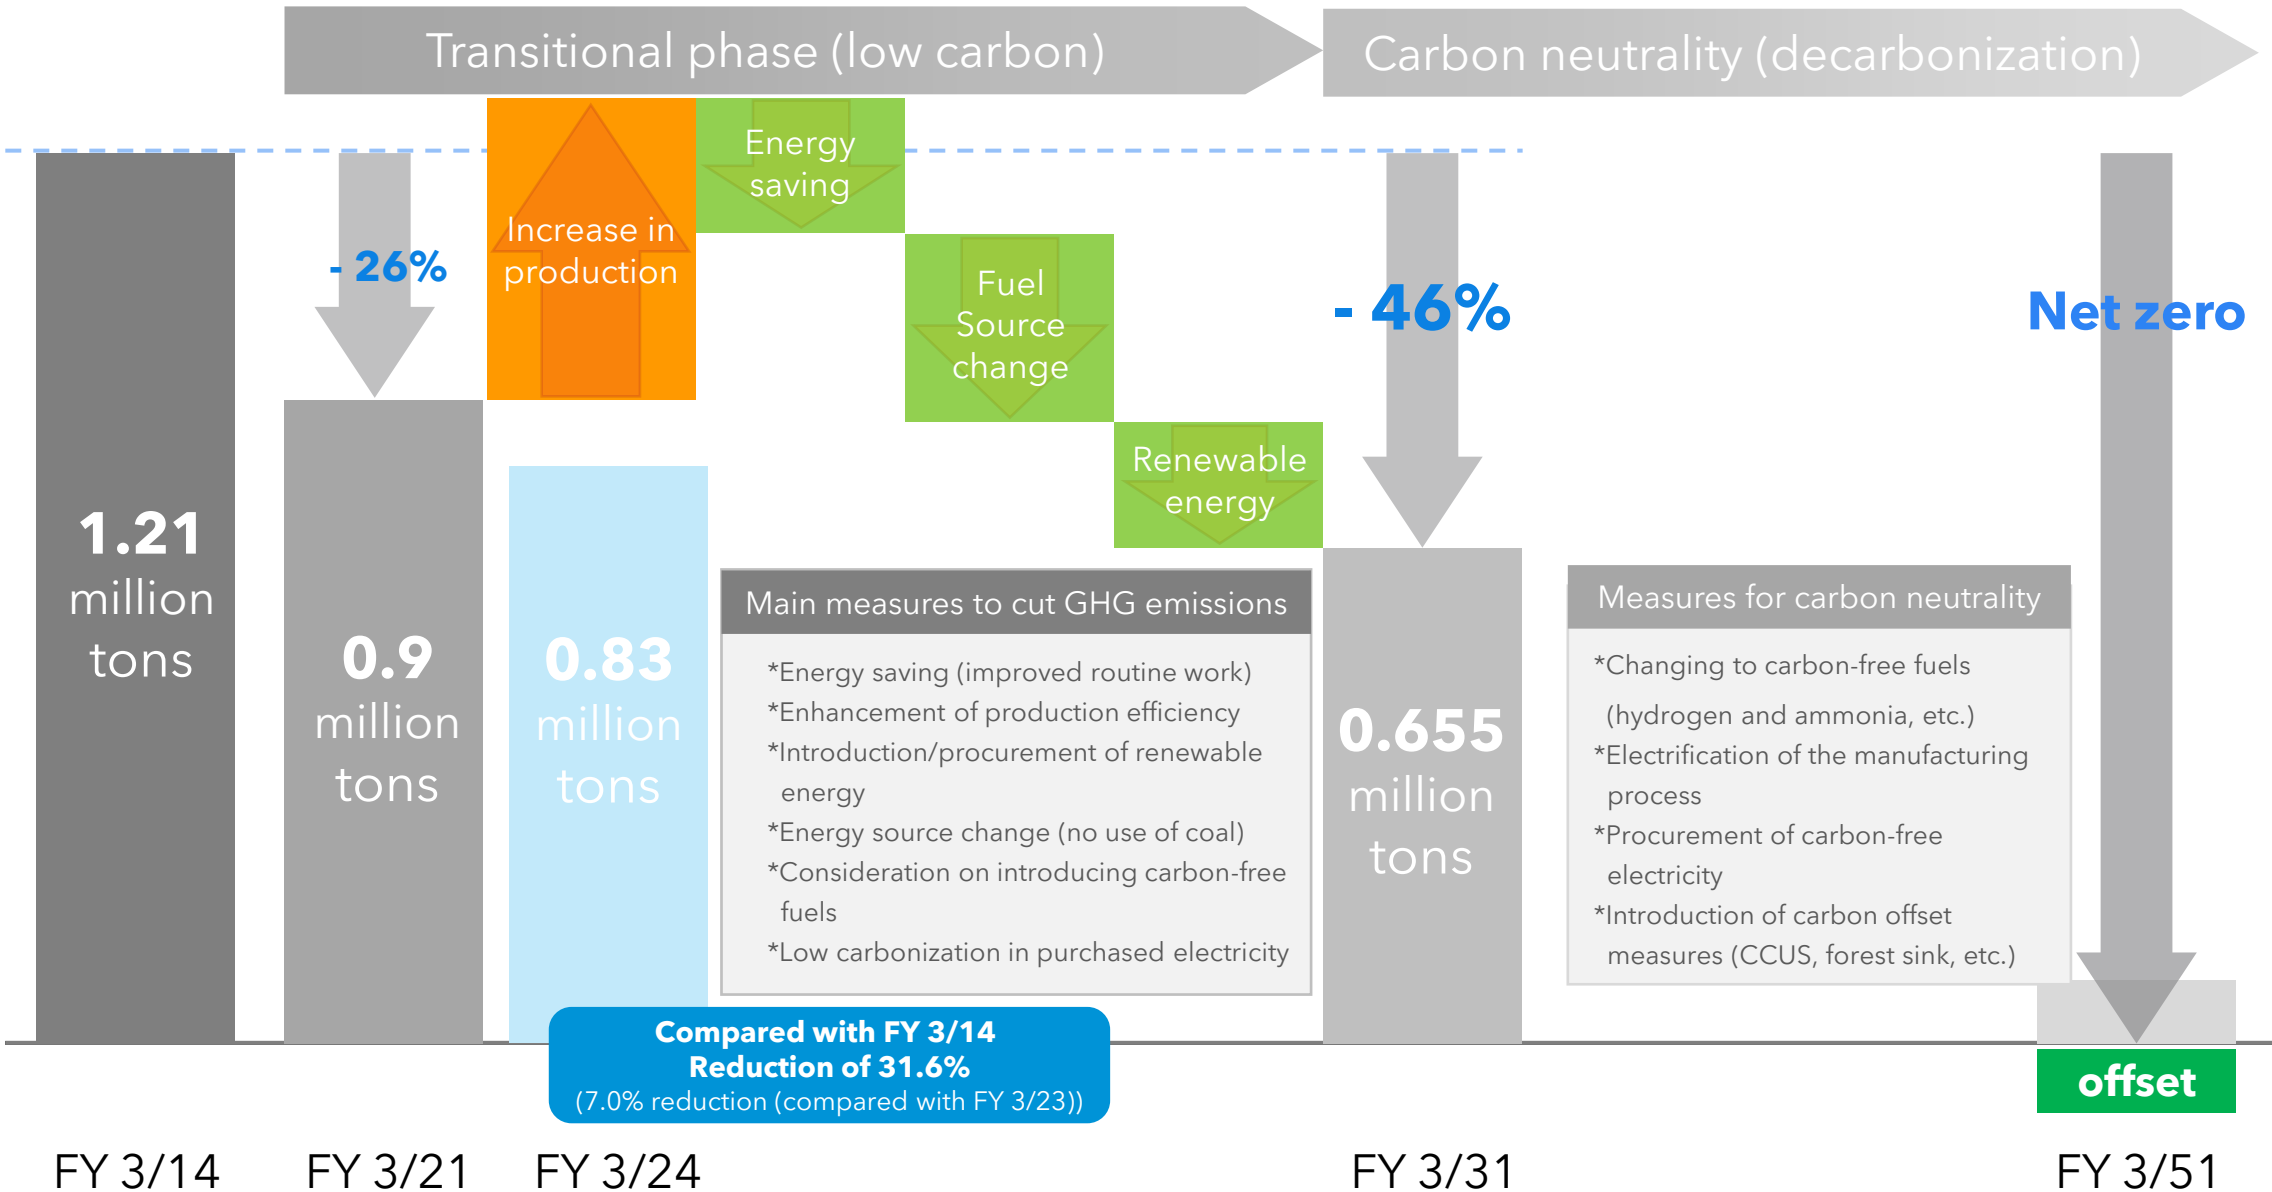 Transitional phase (low carbon)
Carbon neutrality (decarbonization)
- 26%
Increase in
production
Energy
saving
Fuel
Source
change
Renewable
energy
- 46%
Net zero
1.21
million
tons
0.9
million
tons
0.83
million
tons
0.655
million
tons
Main measures to cut GHG emissions
*Energy saving (improved routine work)
*Enhancement of production efficiency
*Introduction/procurement of renewable
energy
*Energy source change (no use of coal)
*Consideration on introducing carbon-free
fuels
*Low carbonization in purchased electricity
Measures for carbon neutrality
*Changing to carbon-free fuels
(hydrogen and ammonia, etc.)
*Electrification of the manufacturing
process
*Procurement of carbon-free
electricity
*Introduction of carbon offset
measures (CCUS, forest sink, etc.)
Compared with FY 3/14
Reduction of 31.6%
(7.0% reduction (compared with FY 3/23))
offset
FY 3/14
FY 3/21
FY 3/24
FY 3/31
FY 3/51